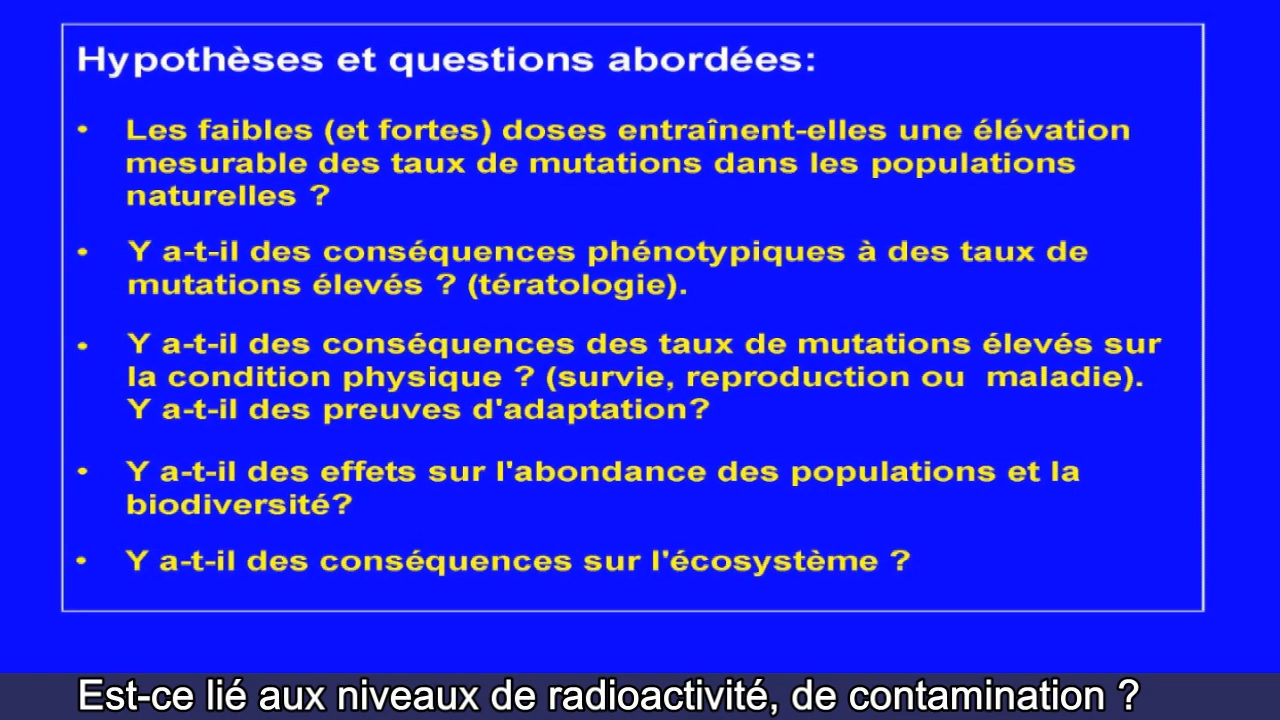 Hypothèses et questions abordées:
• Les faibles (et fortes) doses entraînent-elles une élévation
mesurable des taux de mutations dans les populations
naturelles ?
• Y a-t-il des conséquences phénotypiques à des taux de
mutations élevés ? (tératologie).
• Y a-t-il des conséquences des taux de mutations élevés sur
la condition physique ? (survie, reproduction ou  maladie).
Y a-t-il des preuves d'adaptation?
• Y a-t-il des effets sur l'abondance des populations et la
biodiversité?
• Y a-t-il des conséquences sur l'écosystème ?
Est-ce lié aux niveaux de radioactivité, de contamination ?